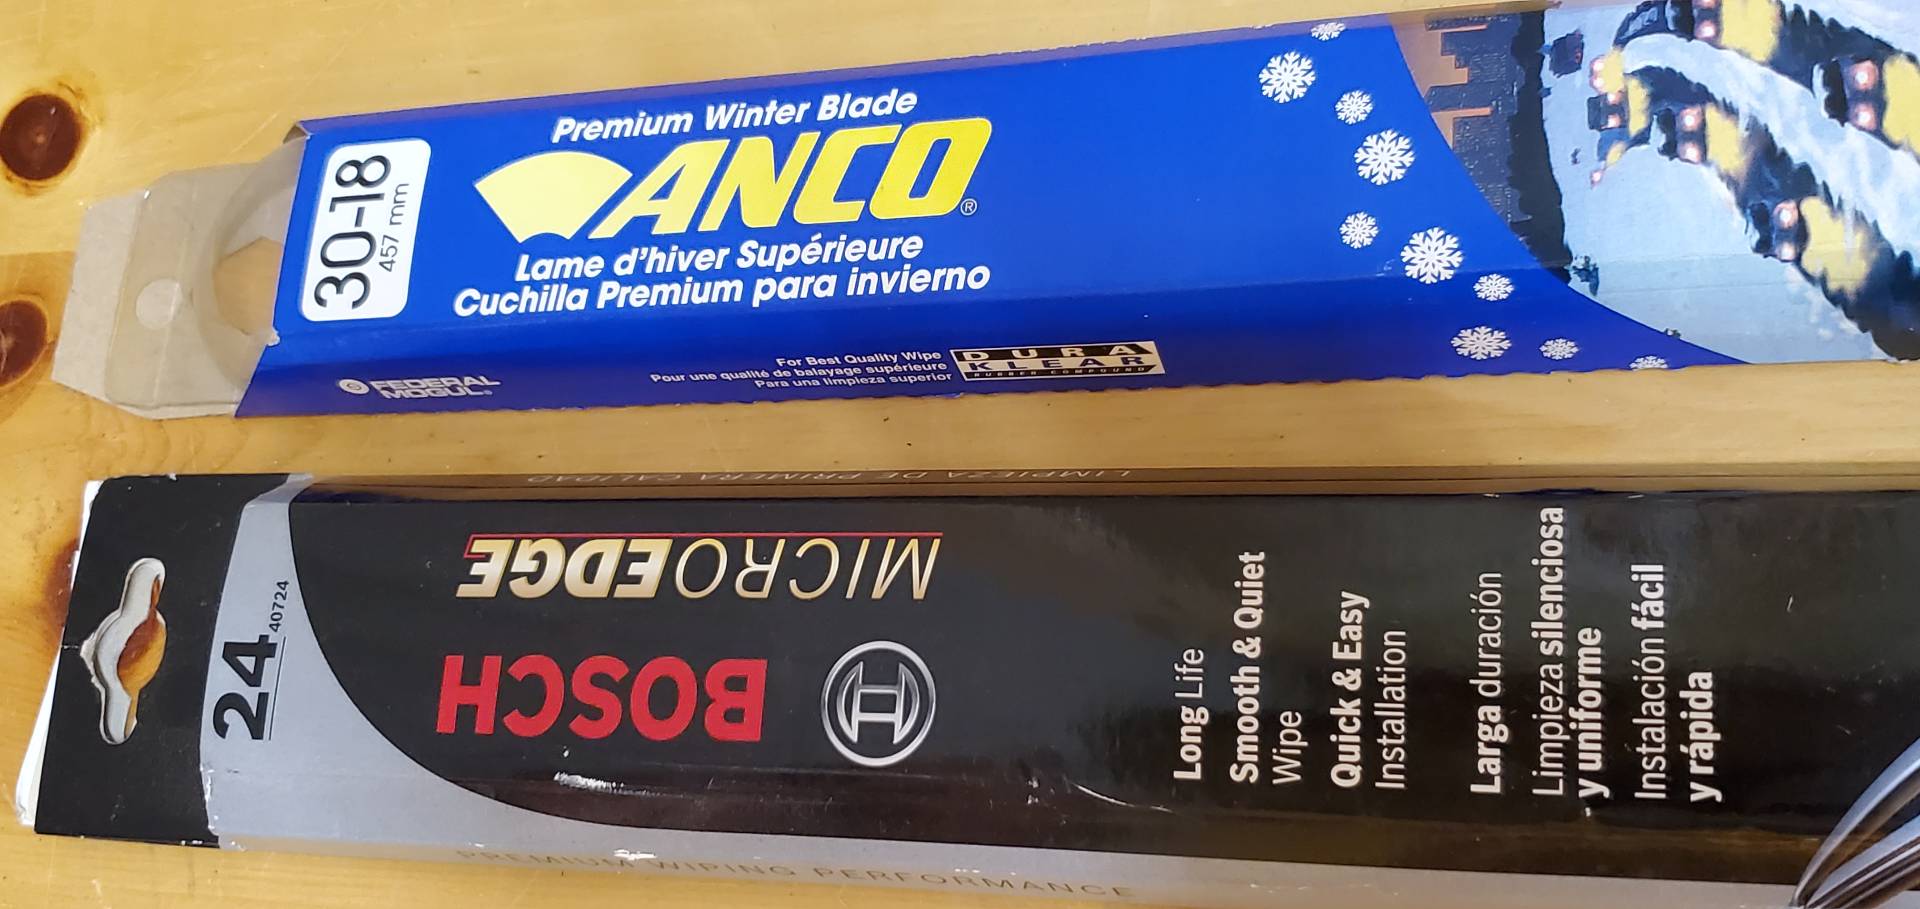 Premium Winter Blade
ANCO®
Lame d'hiver Supérieure
Cuchilla Premium para invierno
30-18
457 mm
FEDERAL
MOGUL®
For Best Quality Wipe
Pour une qualité de balayage supérieure
Para una limpieza superior
DURA
KLEAR
RUBBER COMPOUND
LIMPIEZA DE PRIMERA CALIDAD
MICROEDGE
BOSCH
24
40724
Long Life
Smooth & Quiet
Wipe
Quick & Easy
Installation
Larga duración
Limpieza silenciosa
y uniforme
Instalación fácil
y rápida
PREMIUM WIPING PERFORMANCE